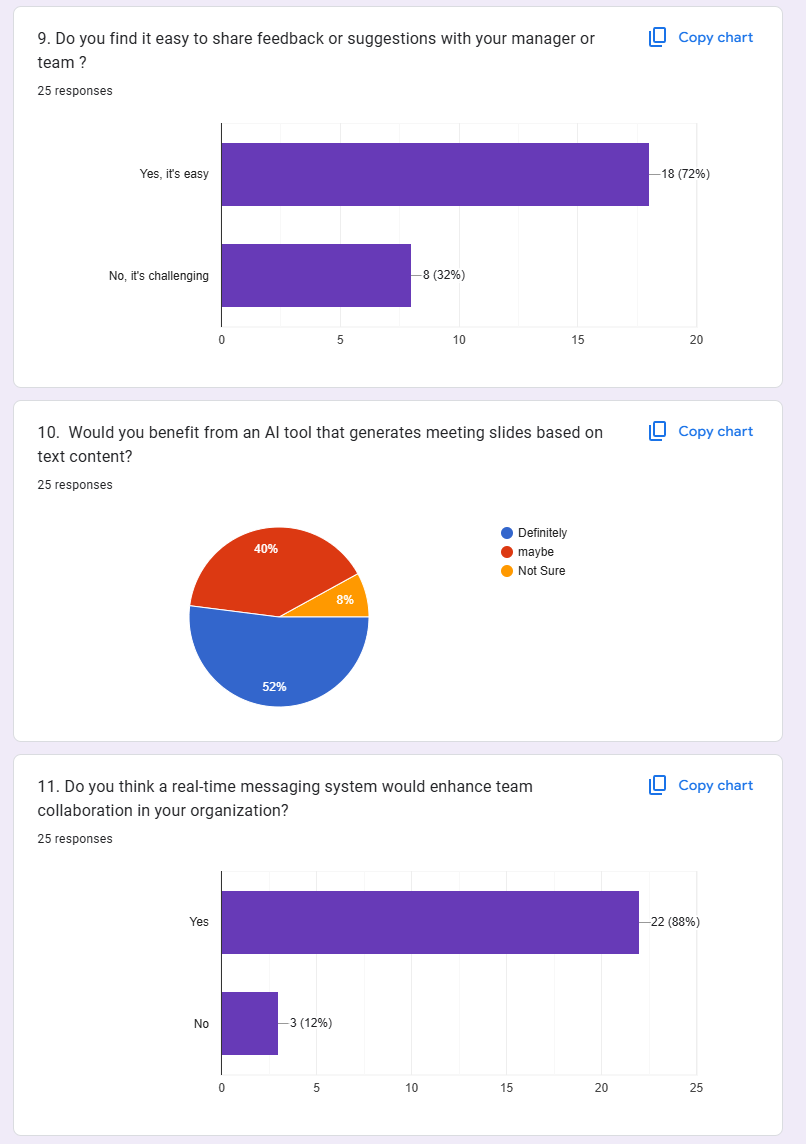 9. Do you find it easy to share feedback or suggestions with your manager or
team ?
Copy chart
25 responses
Yes, it's easy
18 (72%)
No, it's challenging
8 (32%)
0 5 10 15 20
10.  Would you benefit from an AI tool that generates meeting slides based on
text content?
Copy chart
25 responses
Definitely
maybe
Not Sure
40%
8%
52%
11. Do you think a real-time messaging system would enhance team
collaboration in your organization?
Copy chart
25 responses
Yes
22 (88%)
No
3 (12%)
0 5 10 15 20 25